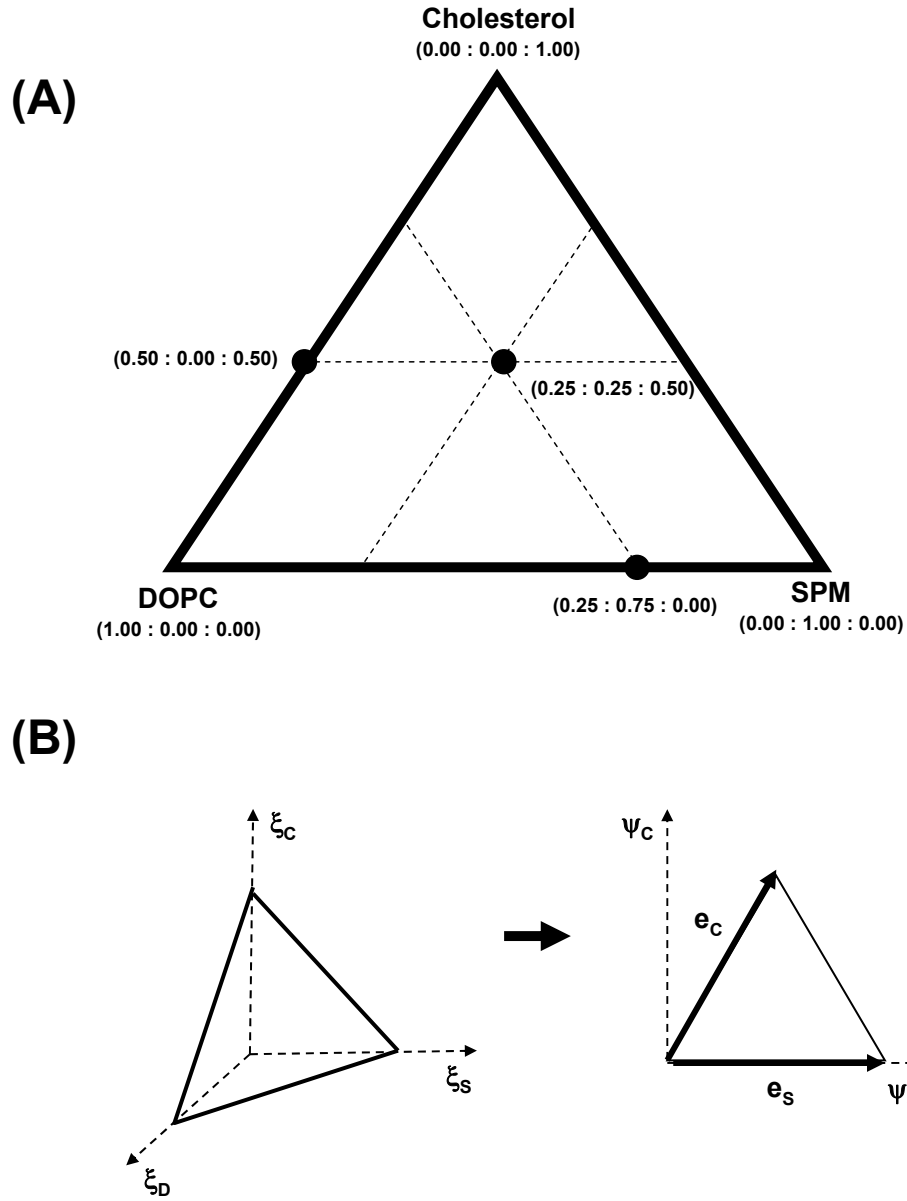 Cholesterol
(0.00 : 0.00 : 1.00)
(A)
(0.50 : 0.00 : 0.50)
(0.25 : 0.25 : 0.50)
DOPC
(1.00 : 0.00 : 0.00)
(0.25 : 0.75 : 0.00)
SPM
(0.00 : 1.00 : 0.00)
(B)
ξC
ξS
ξD
ψC
eC
eS
ψ